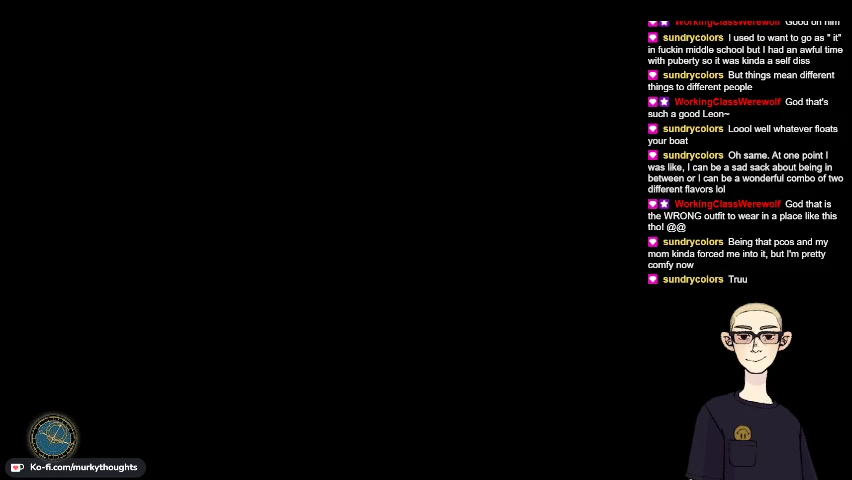 WorkingClassWerewolf Good on him
sundrycolors I used to want to go as " it"
in fuckin middle school but I had an awful time
with puberty so it was kinda a self diss
sundrycolors But things mean different
things to different people
WorkingClassWerewolf God that's
such a good Leon~
sundrycolors Loool well whatever floats
your boat
sundrycolors Oh same. At one point I
was like, I can be a sad sack about being in
between or I can be a wonderful combo of two
different flavors lol
WorkingClassWerewolf God that is
the WRONG outfit to wear in a place like this
tho! @@
sundrycolors Being that pcos and my
mom kinda forced me into it, but I'm pretty
comfy now
sundrycolors Truu
Ko-fi.com/murkythoughts